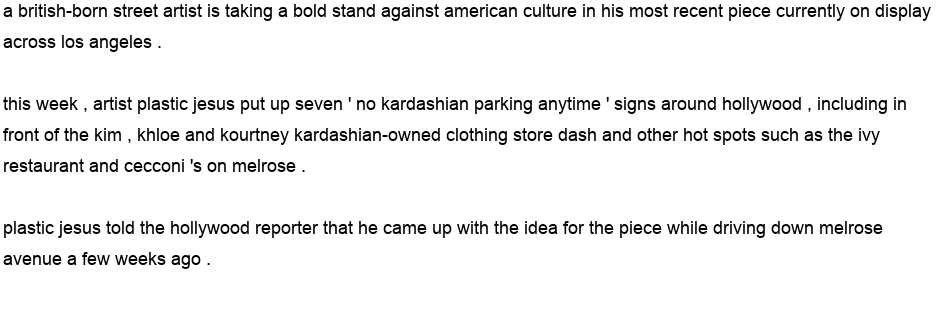 a british-born street artist is taking a bold stand against american culture in his most recent piece currently on display
across los angeles .
this week , artist plastic jesus put up seven ' no kardashian parking anytime ' signs around hollywood , including in
front of the kim , khloe and kourtney kardashian-owned clothing store dash and other hot spots such as the ivy
restaurant and cecconi 's on melrose .
plastic jesus told the hollywood reporter that he came up with the idea for the piece while driving down melrose
avenue a few weeks ago .